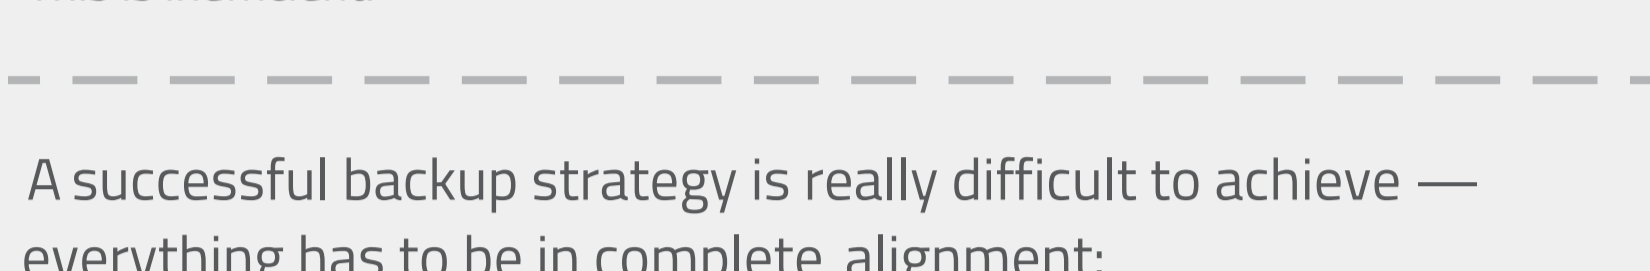 A successful backup strategy is really difficult to achieve —
everything has to be in complete alignment: